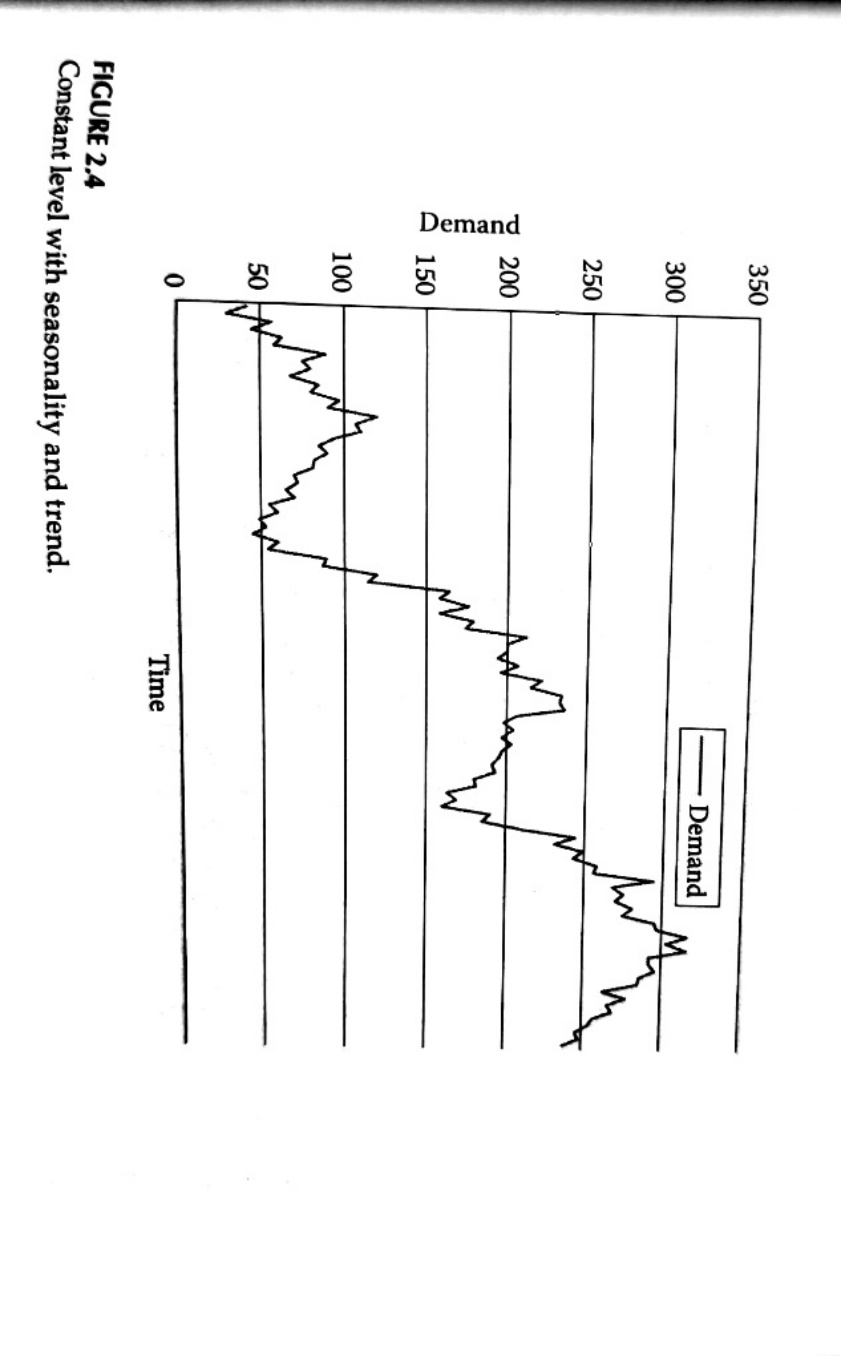 350
300
250
200
150
100
50
0
Demand
Demand
Time
FIGURE 2.4
Constant level with seasonality and trend.